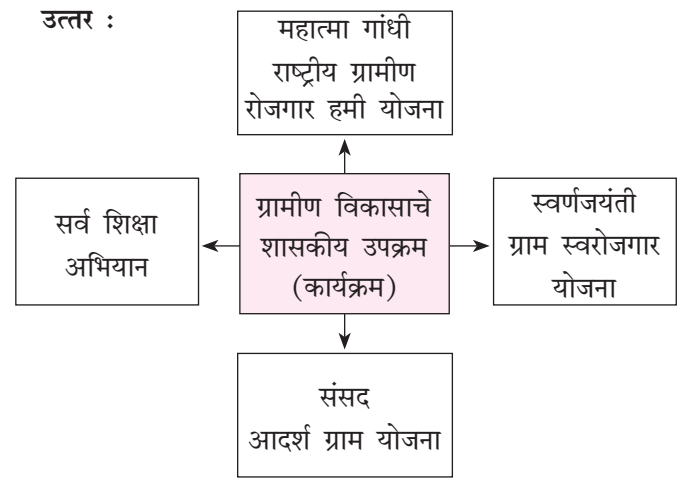 उत्तर :
महात्मा गांधी
राष्ट्रीय ग्रामीण
रोजगार हमी योजना
सर्व शिक्षा
अभियान
ग्रामीण विकासाचे
शासकीय उपक्रम
(कार्यक्रम)
स्वर्णजयंती
ग्राम स्वरोजगार
योजना
संसद
आदर्श ग्राम योजना